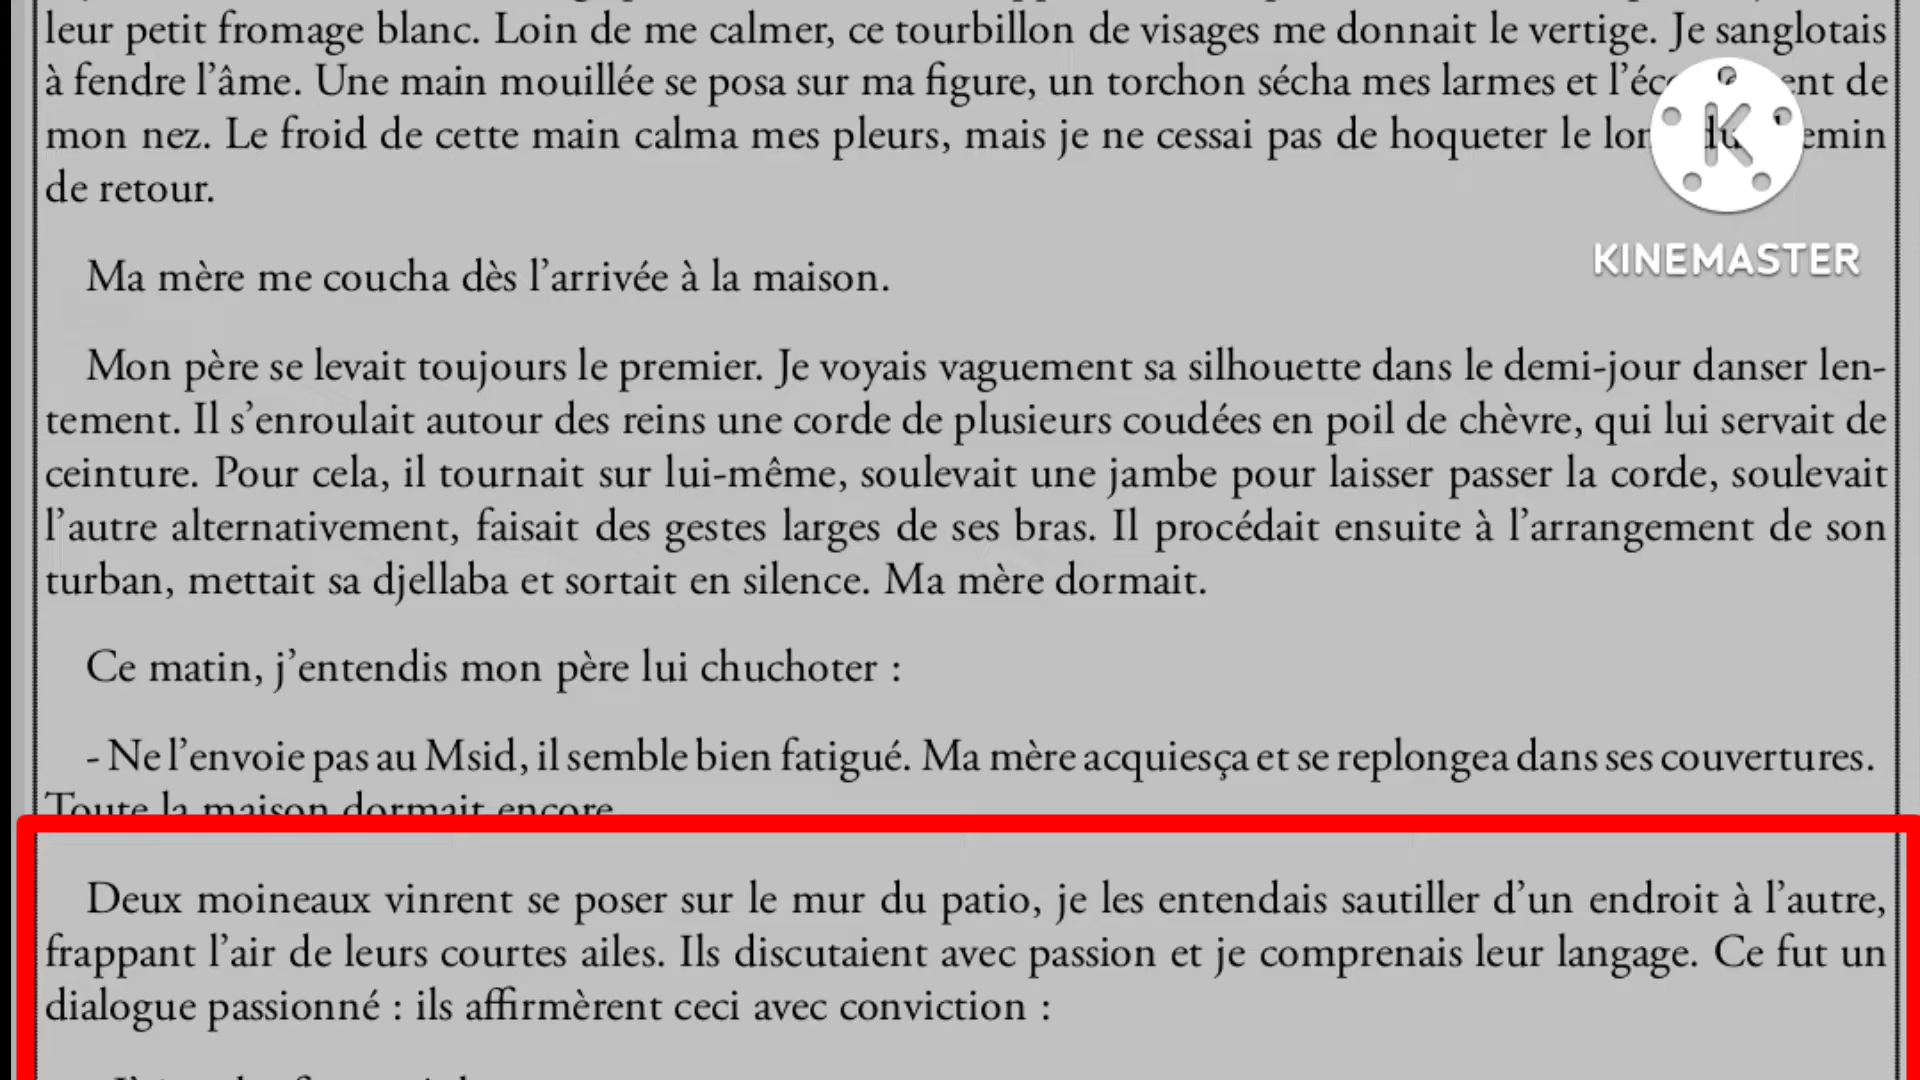 leur petit fromage blanc. Loin de me calmer, ce tourbillon de visages me donnait le vertige. Je sanglotais
à fendre l’âme. Une main mouillée se posa sur ma figure, un torchon sécha mes larmes et de
mon nez. Le froid de cette main calma mes pleurs, mais je ne cessai pas de hoqueter le
de retour.
KINEMASTER
Ma mère me coucha dès l’arrivée à la maison.
Mon père se levait toujours le premier. Je voyais vaguement sa silhouette dans le demi-jour danser len-
tement. Il s’enroulait autour des reins une corde de plusieurs coudées en poil de chèvre, qui lui servait de
ceinture. Pour cela, il tournait sur lui-même, soulevait une jambe pour laisser passer la corde, soulevait
l’autre alternativement, faisait des gestes larges de ses bras. Il procédait ensuite à l’arrangement de son
turban, mettait sa djellaba et sortait en silence. Ma mère dormait.
Ce matin, j’entendis mon père lui chuchoter :
- Ne l’envoie pas au Msid, il semble bien fatigué. Ma mère acquiesça et se replongea dans ses couvertures.
Toute la maison dormait encore
Deux moineaux vinrent se poser sur le mur du patio, je les entendais sautiller d’un endroit à l’autre,
frappant l’air de leurs courtes ailes. Ils discutaient avec passion et je comprenais leur langage. Ce fut un
dialogue passionné : ils affirmèrent ceci avec conviction :